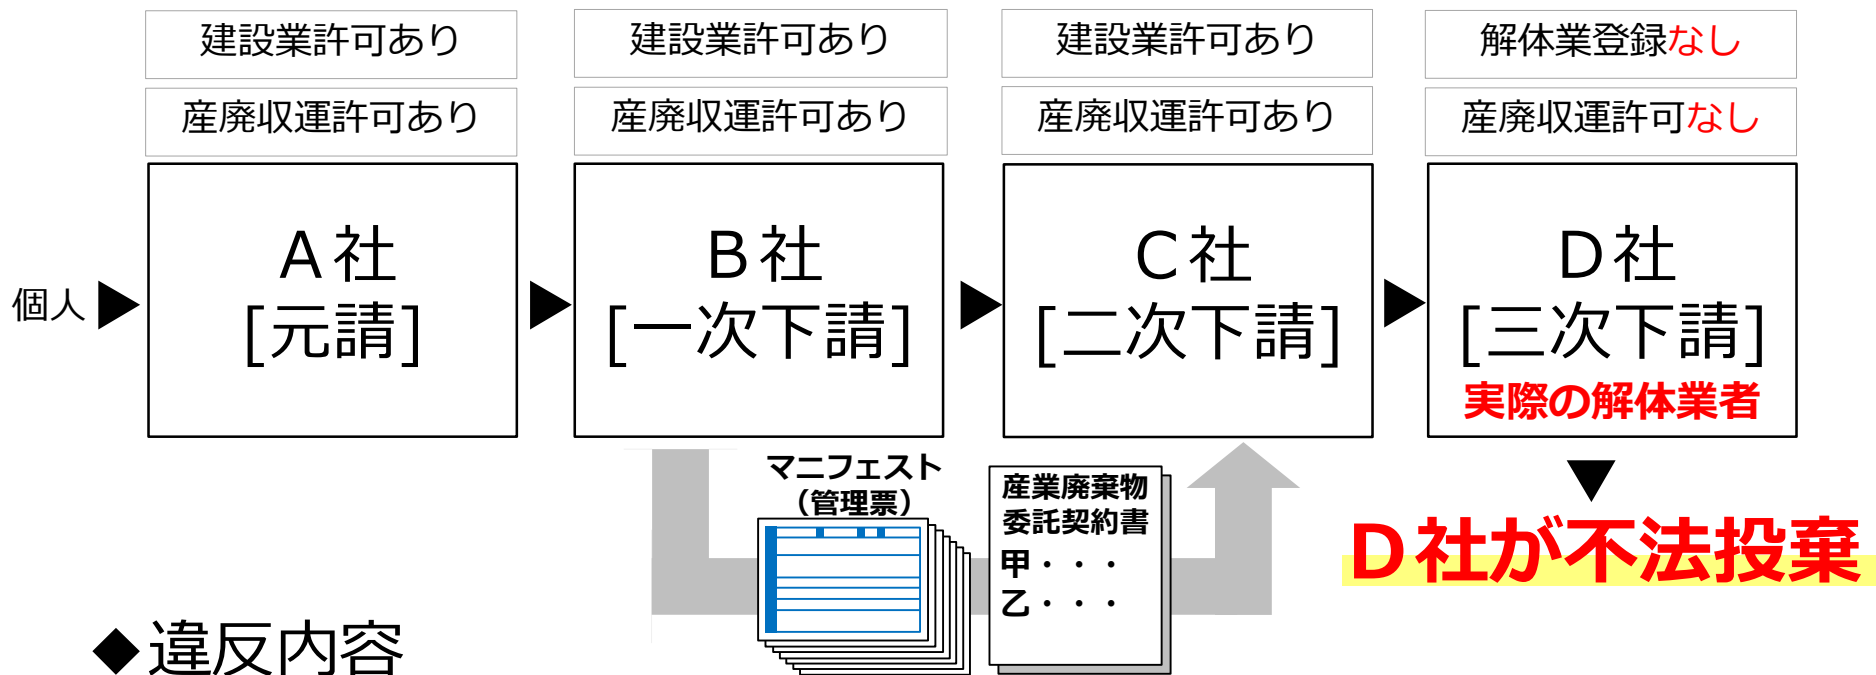 建設業許可あり
産廃収運許可あり
建設業許可あり
産廃収運許可あり
建設業許可あり
産廃収運許可あり
解体業登録なし
産廃収運許可なし
個人
A社
[元請]
B社
[一次下請]
C社
[二次下請]
D社
[三次下請]
実際の解体業者
マニフェスト
（管理票）
産業廃棄物
委託契約書
甲・・・
乙・・・
D社が不法投棄
◆違反内容